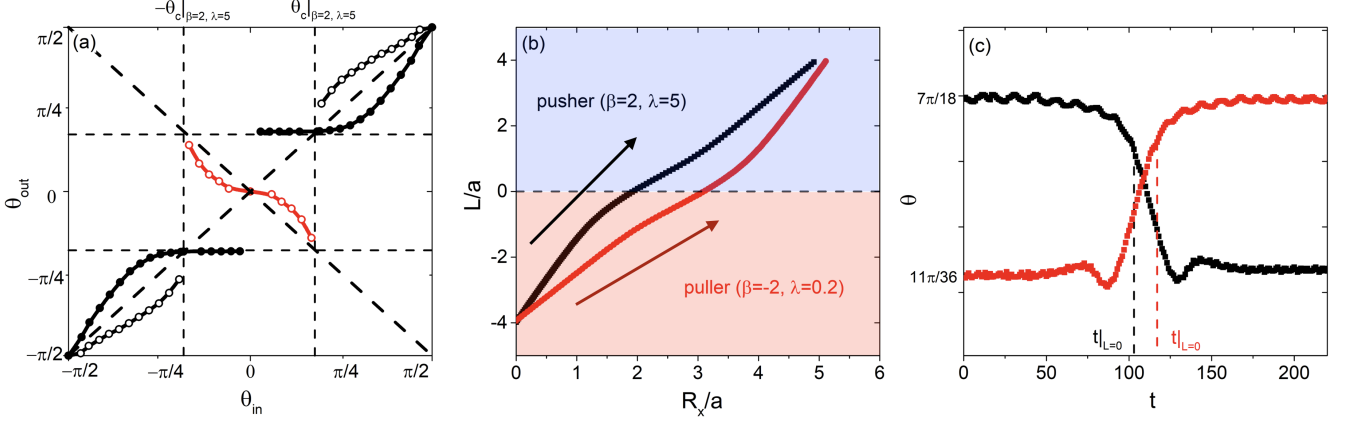 −θc|β=2, λ=5 θc|β=2, λ=5
(a)
π/2
π/4
0
−π/4
−π/2
θout
−π/2 −π/4 0 π/4 π/2
θin
(b)
4
2
0
-2
-4
L/a
pusher (β=2, λ=5)
puller (β=-2, λ=0.2)
0 1 2 3 4 5 6
Rx/a
(c)
7π/18
θ
11π/36
t|L=0 t|L=0
0 50 100 150 200
t